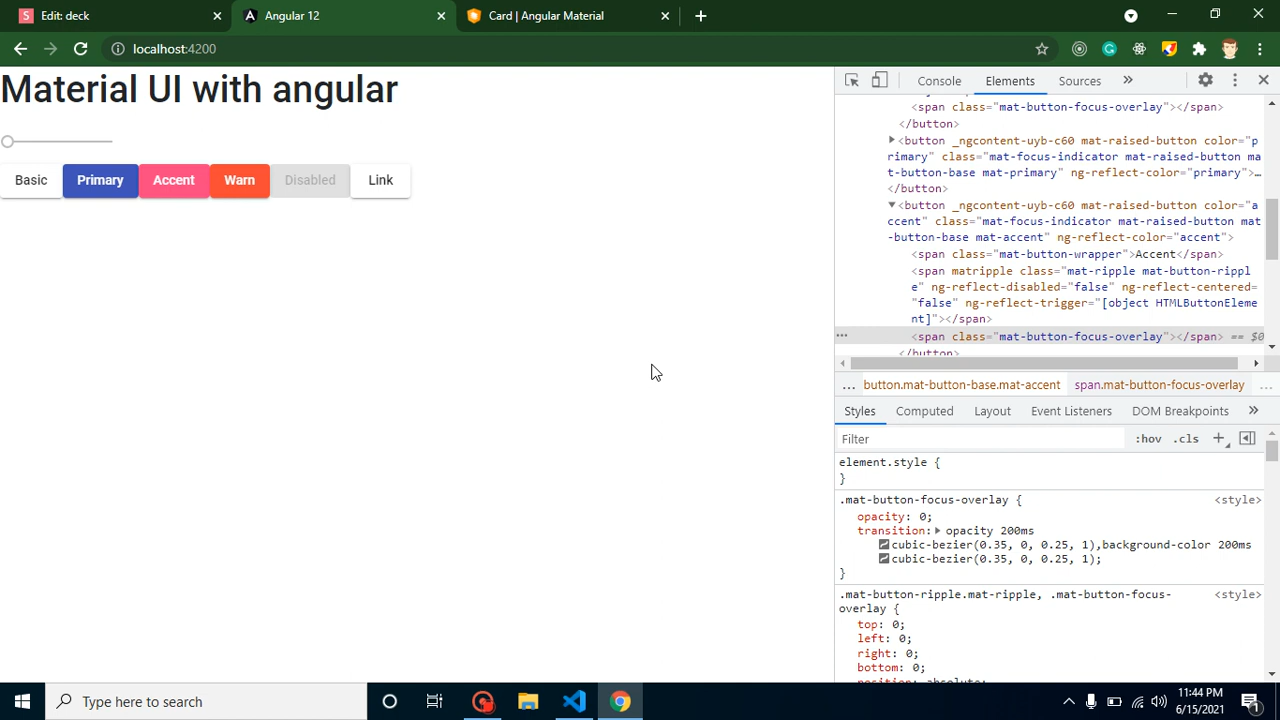 Edit: deck
Angular 12
Card | Angular Material
localhost:4200
Material UI with angular
Basic
Primary
Accent
Warn
Disabled
Link
Console
Elements
Sources
<span class="mat-button-focus-overlay"></span>
</button>
<button _ngcontent-uyb-c60 mat-raised-button color="p
rimary" class="mat-focus-indicator mat-raised-button ma
t-button-base mat-primary" ng-reflect-color="primary">…
</button>
<button _ngcontent-uyb-c60 mat-raised-button color="a
ccent" class="mat-focus-indicator mat-raised-button mat
-button-base mat-accent" ng-reflect-color="accent">
<span class="mat-button-wrapper">Accent</span>
<span matripple class="mat-ripple mat-button-rippl
e" ng-reflect-disabled="false" ng-reflect-centered=
"false" ng-reflect-trigger="[object HTMLButtonEleme
nt]"></span>
<span class="mat-button-focus-overlay"></span> == $0
</button>
... button.mat-button-base.mat-accent span.mat-button-focus-overlay ...
Styles
Computed
Layout
Event Listeners
DOM Breakpoints
Filter
:hov .cls +
element.style {
}
.mat-button-focus-overlay { <style>
opacity: 0;
transition: opacity 200ms
cubic-bezier(0.35, 0, 0.25, 1),background-color 200ms
cubic-bezier(0.35, 0, 0.25, 1);
}
.mat-button-ripple.mat-ripple, .mat-button-focus- <style>
overlay {
top: 0;
left: 0;
right: 0;
bottom: 0;
position: absolute;
Type here to search
11:44 PM
6/15/2021
1